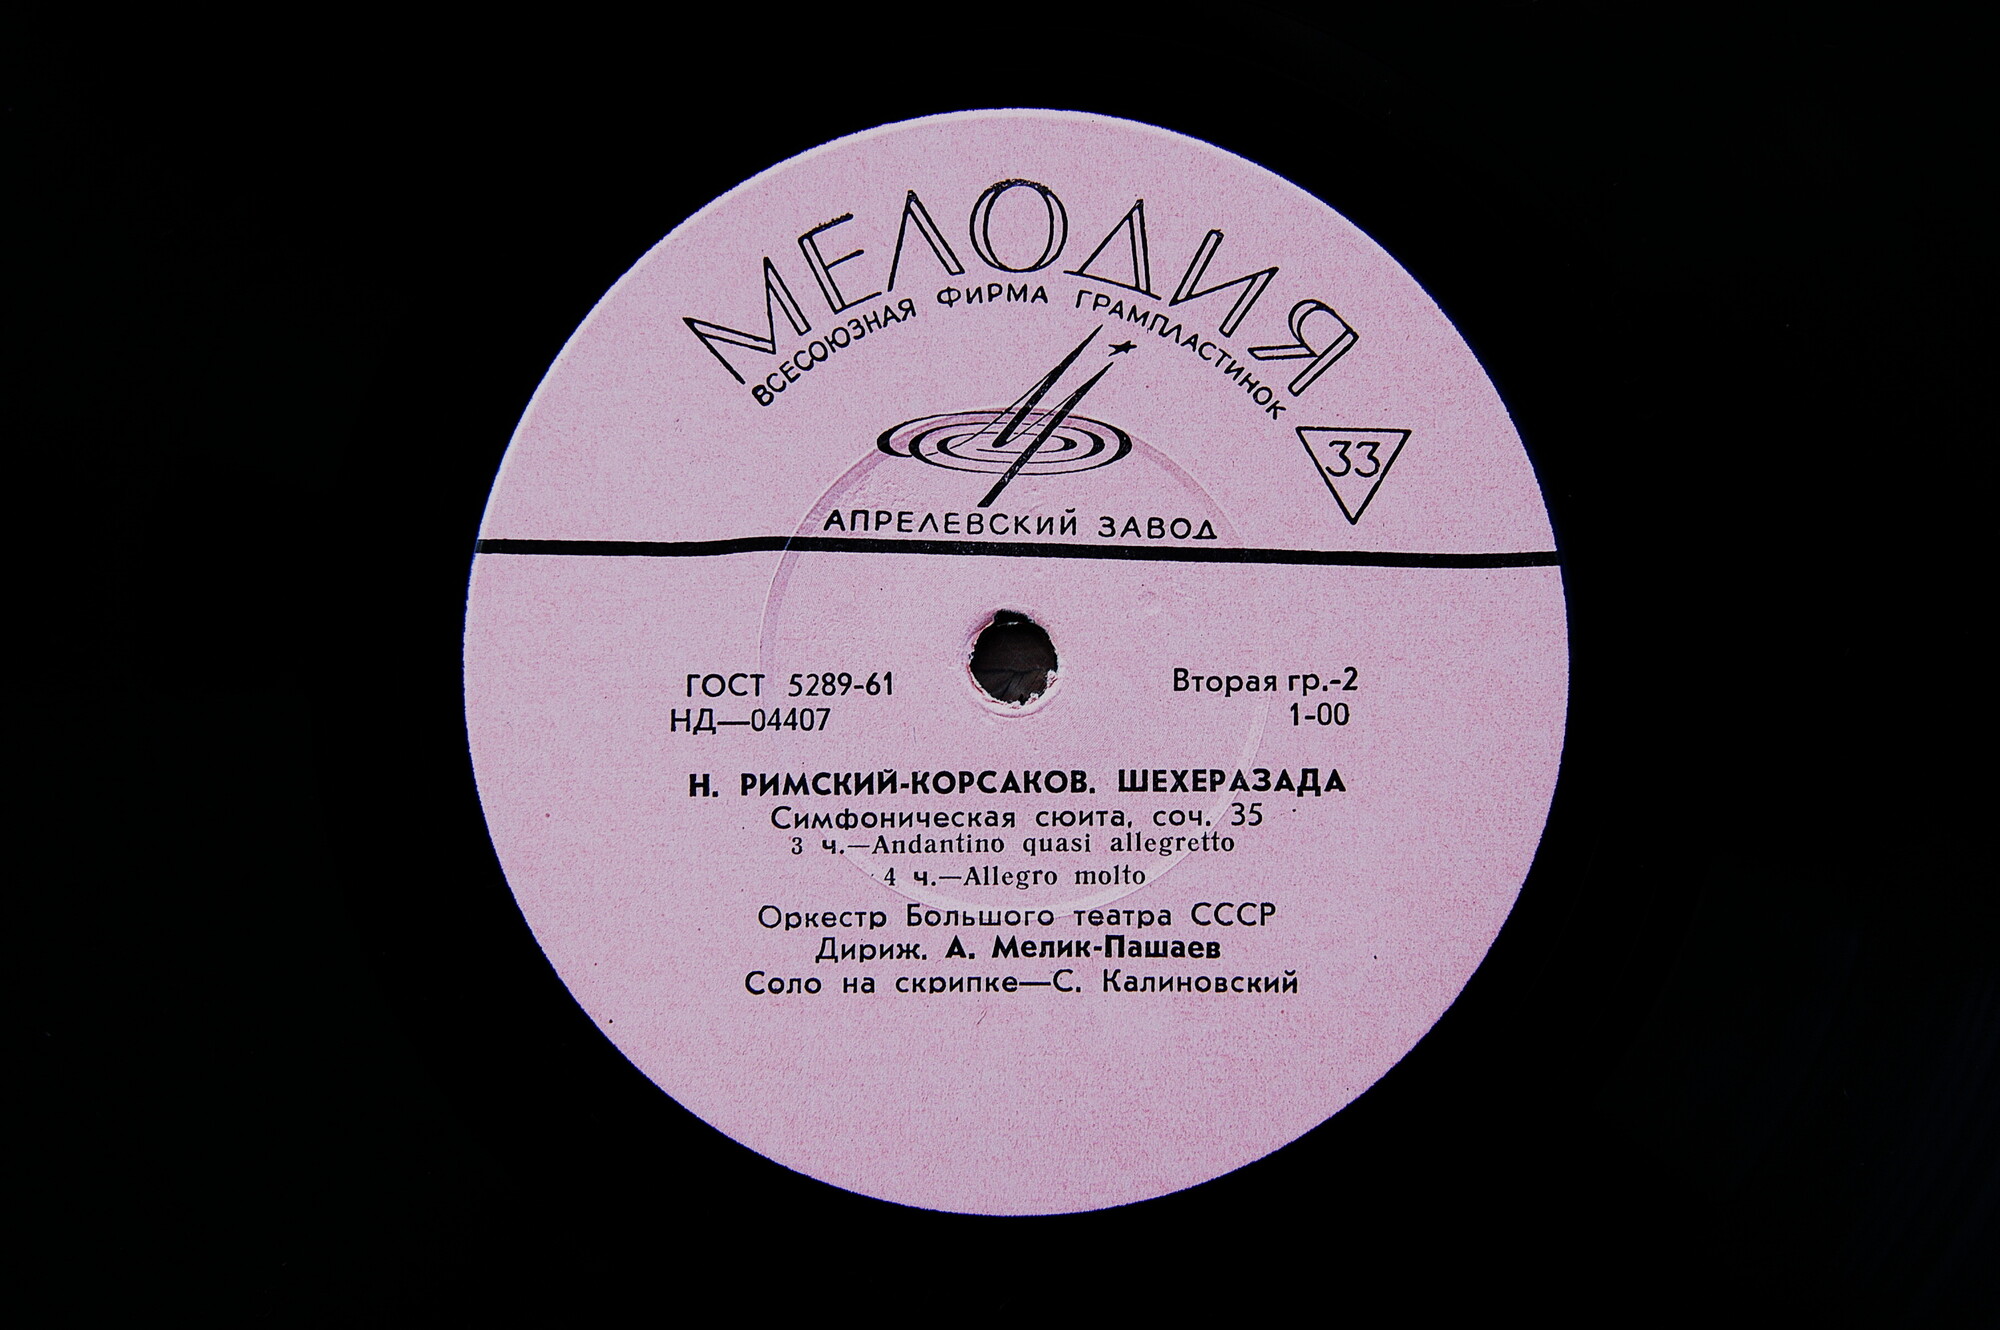 МЕЛОДИЯ
ВСЕСОЮЗНАЯ ФИРМА ГРАМПЛАСТИНОК
33
АПРЕЛЕВСКИЙ ЗАВОД
ГОСТ 5289-61
Вторая гр.-2
НД—04407
1-00
Н. РИМСКИЙ-КОРСАКОВ. ШЕХЕРАЗАДА
Симфоническая сюита, соч. 35
3 ч.—Andantino quasi allegretto
4 ч.—Allegro molto
Оркестр Большого театра СССР
Дириж. А. Мелик-Пашаев
Соло на скрипке—С. Калиновский